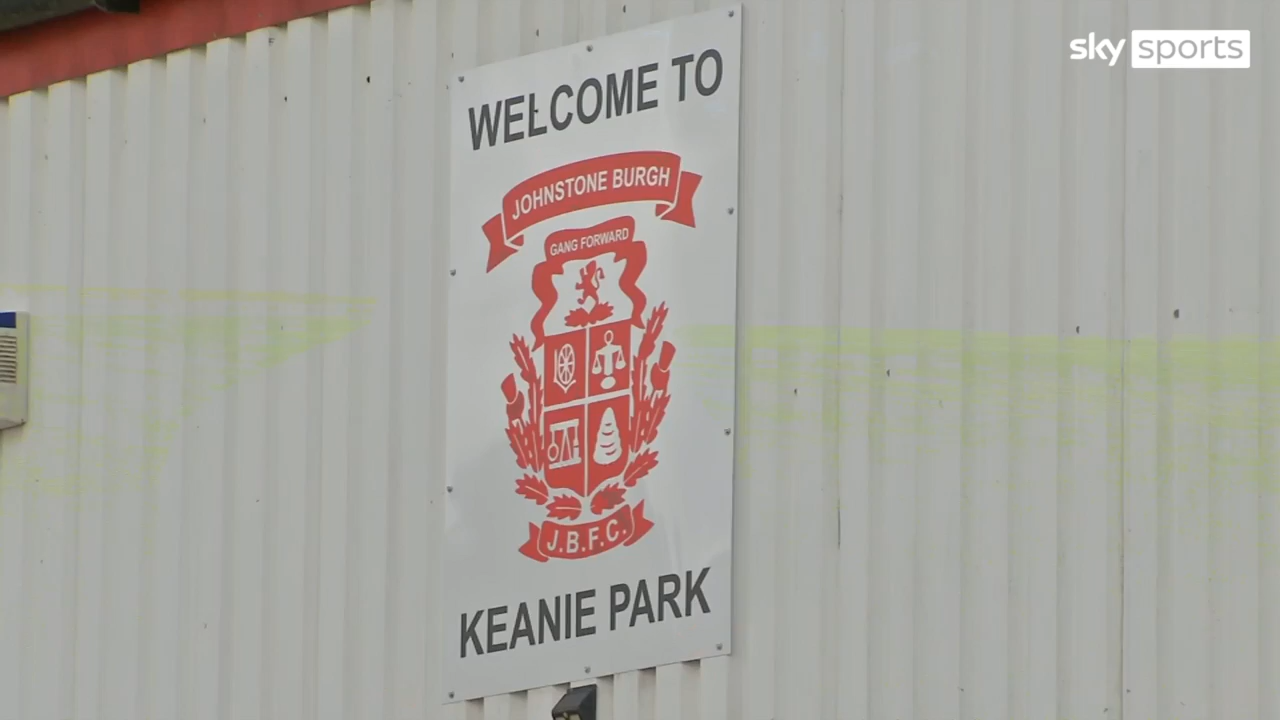 sky sports
WELCOME TO
JOHNSTONE BURGH
GANG FORWARD
J.B.F.C.
KEANIE PARK